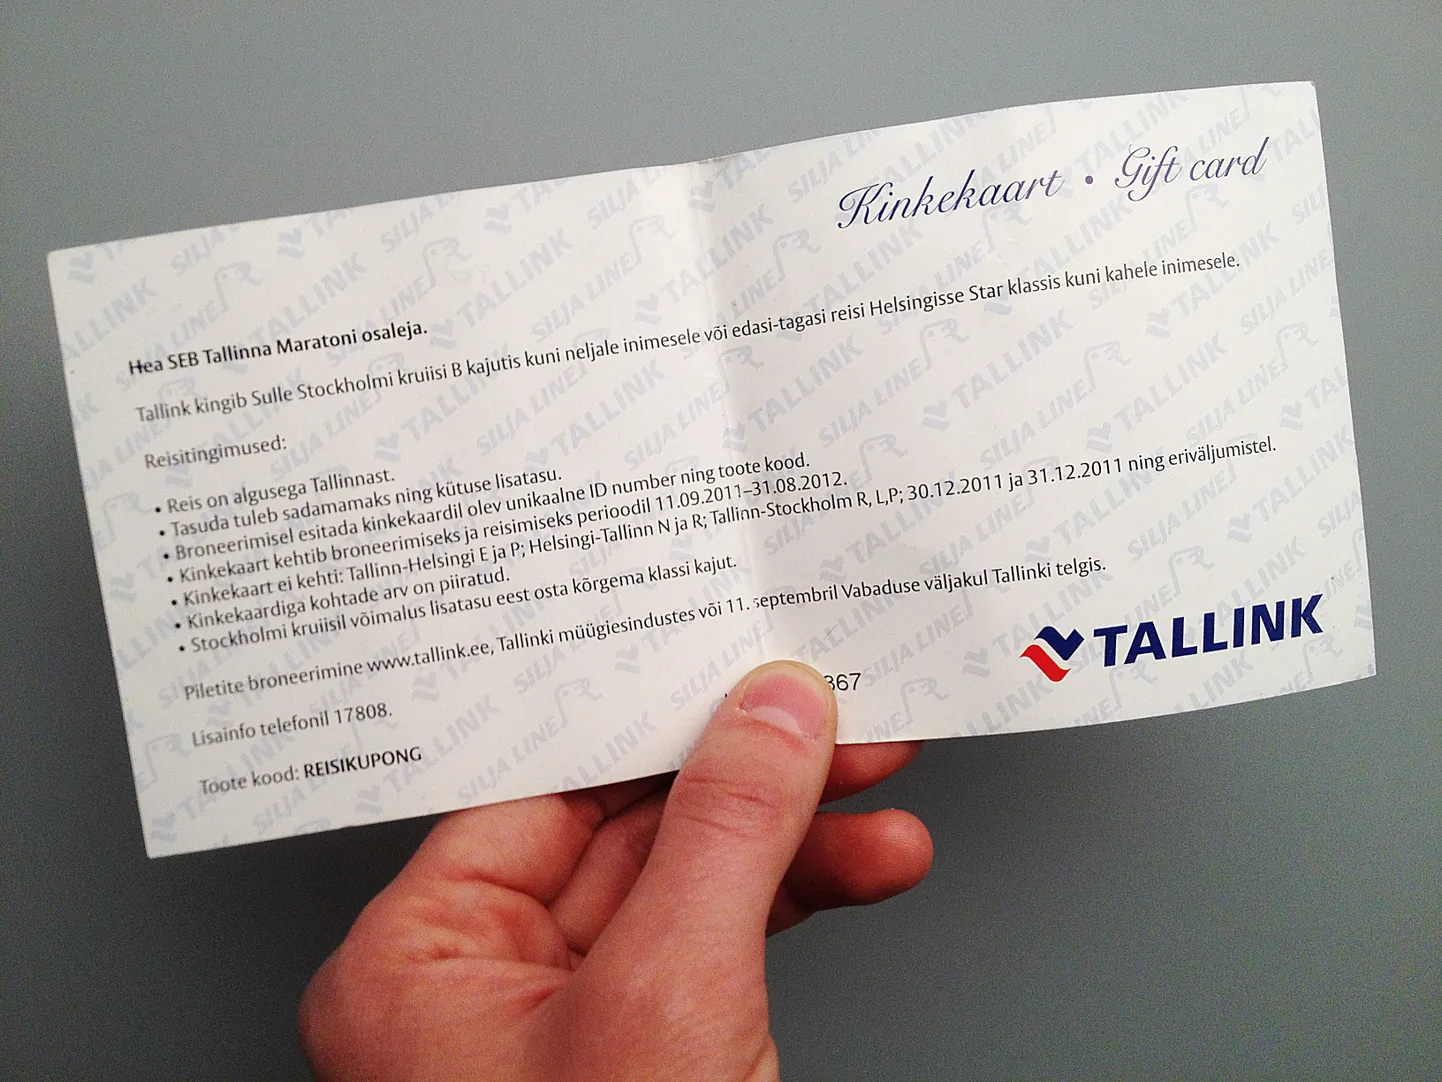 Kinkekaart • Gift card
Hea SEB Tallinna Maratoni osaleja.
Tallink kingib Sulle Stockholmi kruiisi B kajutis kuni neljale inimesele või edasi-tagasi reisi Helsingisse Star klassis kuni kahele inimesele.
Reisitingimused:
• Reis on algusega Tallinnast.
• Tasuda tuleb sadamamaks ning kütuse lisatasu.
• Broneerimisel esitada kinkekaardil olev unikaalne ID number ning toote kood.
• Kinkekaart kehtib broneerimiseks ja reisimiseks perioodil 11.09.2011–31.08.2012.
• Kinkekaart ei kehti: Tallinn-Helsingi E ja P; Helsingi-Tallinn N ja R; Tallinn-Stockholm R, L,P; 30.12.2011 ja 31.12.2011 ning eriväljumistel.
• Kinkekaardiga kohtade arv on piiratud.
• Stockholmi kruiisil võimalus lisatasu eest osta kõrgema klassi kajut.
Piletite broneerimine www.tallink.ee, Tallinki müügiesindustes või 11. septembril Vabaduse väljakul Tallinki telgis.
Lisainfo telefonil 17808.
Toote kood: REISIKUPONG
367
TALLINK